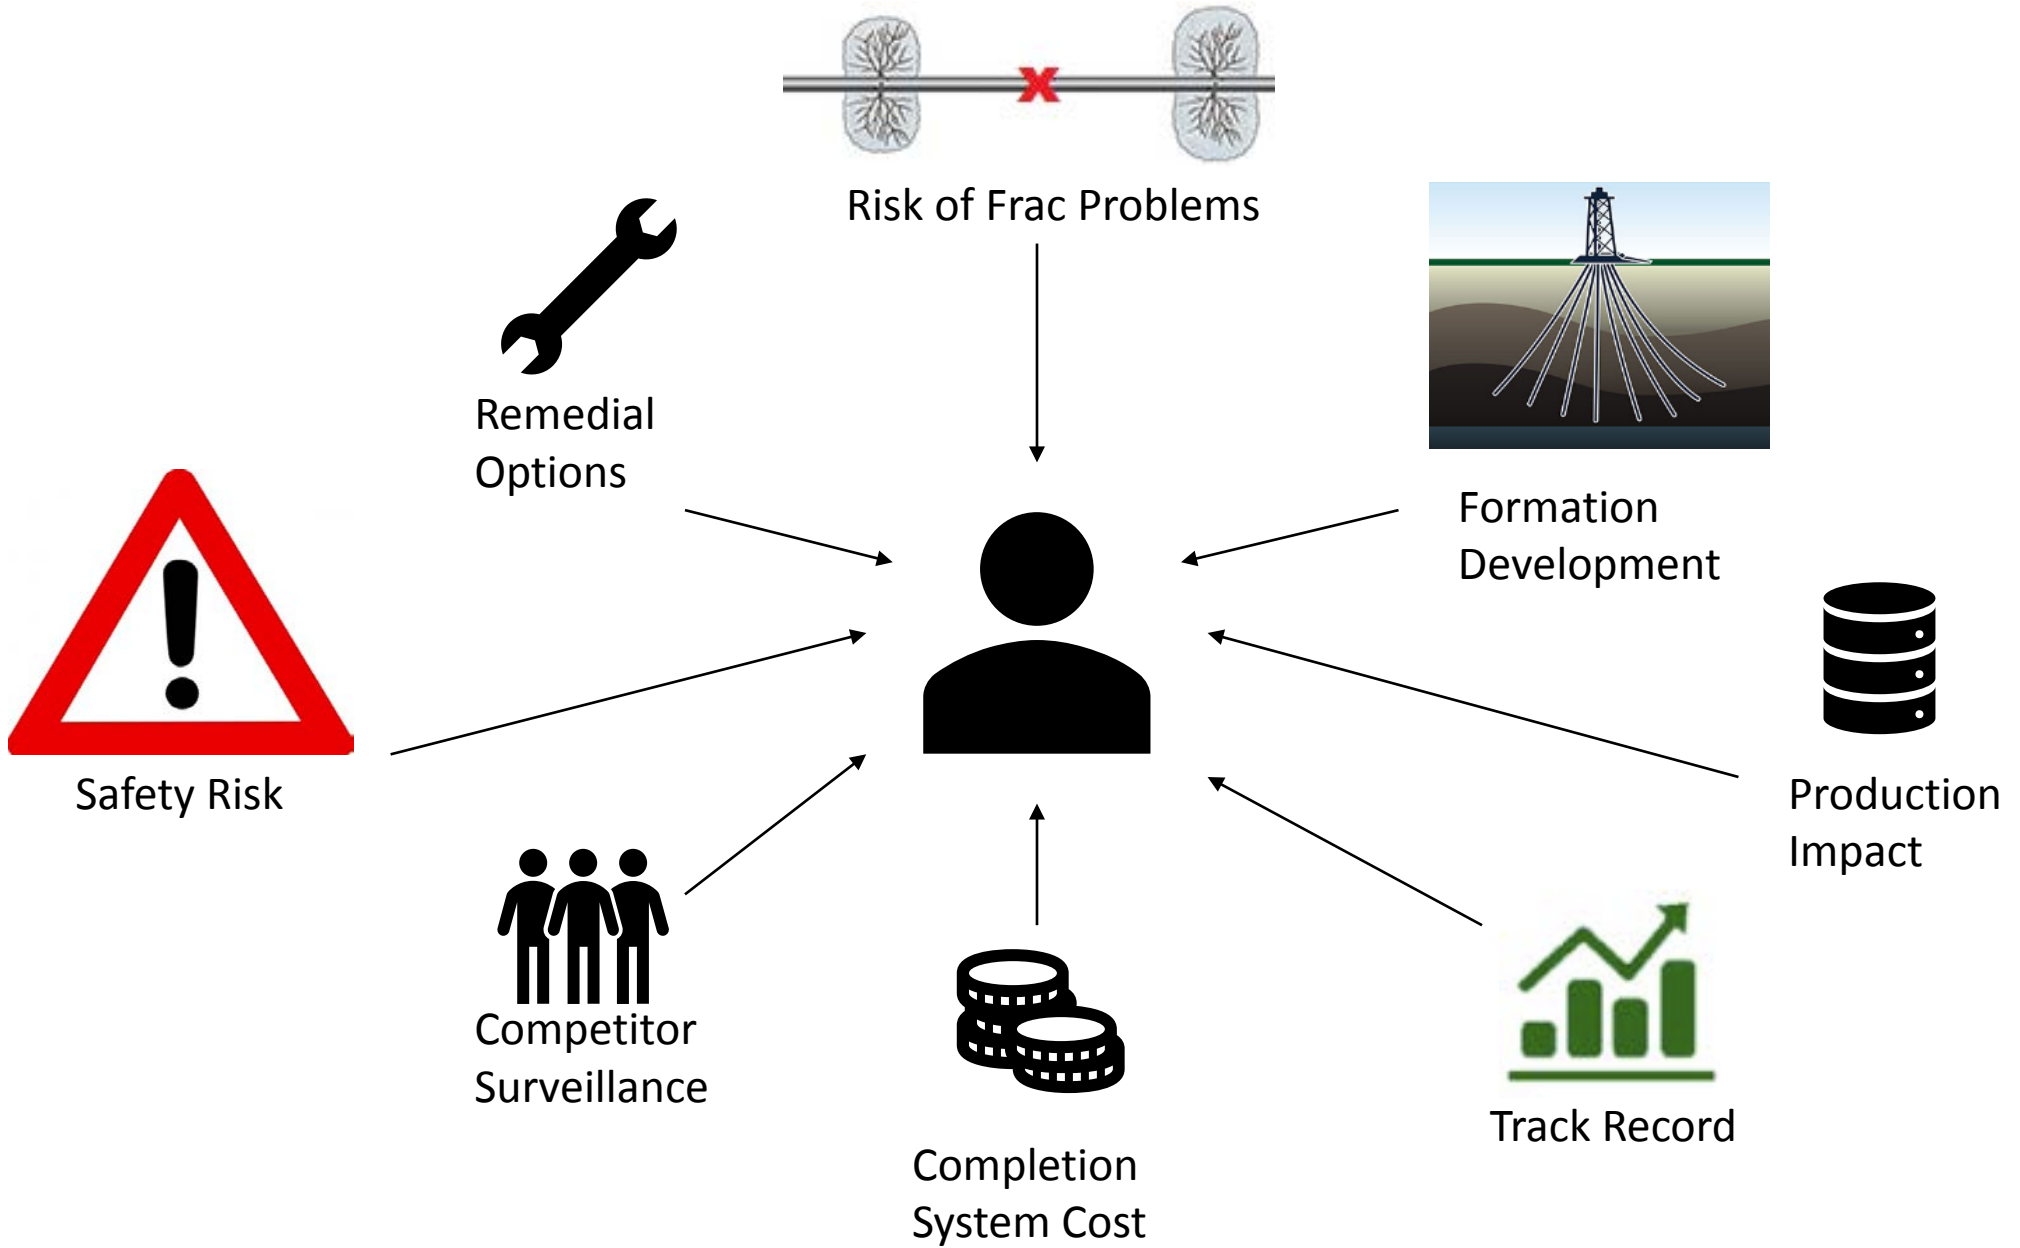 Risk of Frac Problems
Remedial
Options
Formation
Development
Safety Risk
Production
Impact
Competitor
Surveillance
Track Record
Completion
System Cost